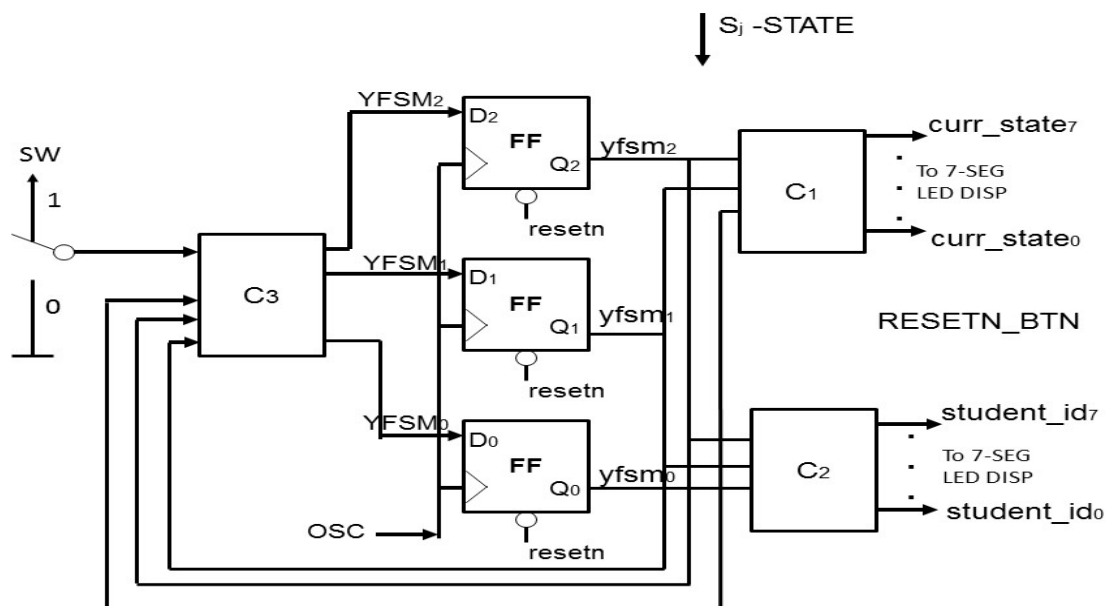 Sj -STATE
YFSM2
D2
FF
Q2
yfsm2
resetn
curr_state7
To 7-SEG
LED DISP
curr_state0
C1
SW
1
0
C3
YFSM1
D1
FF
Q1
yfsm1
resetn
RESETN_BTN
YFSM0
D0
FF
Q0
yfsm0
resetn
OSC
C2
student_id7
To 7-SEG
LED DISP
student_id0